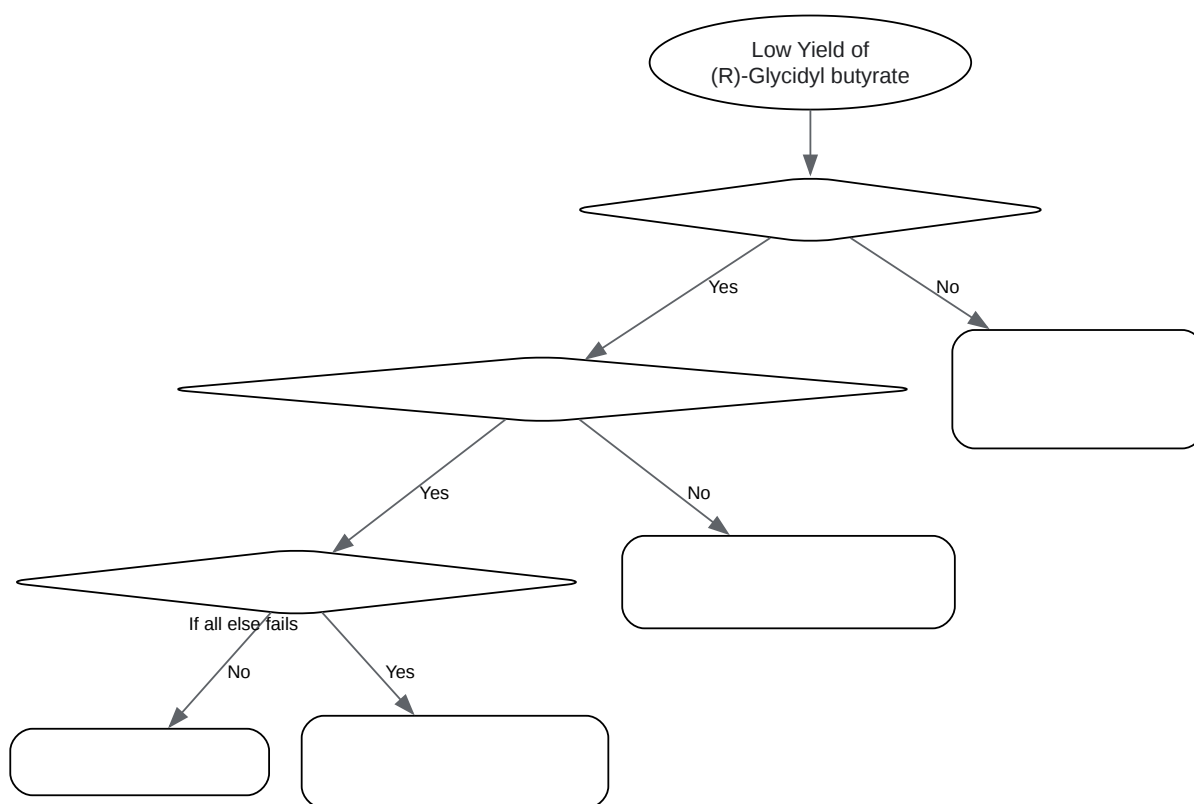 Low Yield of
(R)-Glycidyl butyrate
Yes
No
Yes
No
If all else fails
No
Yes